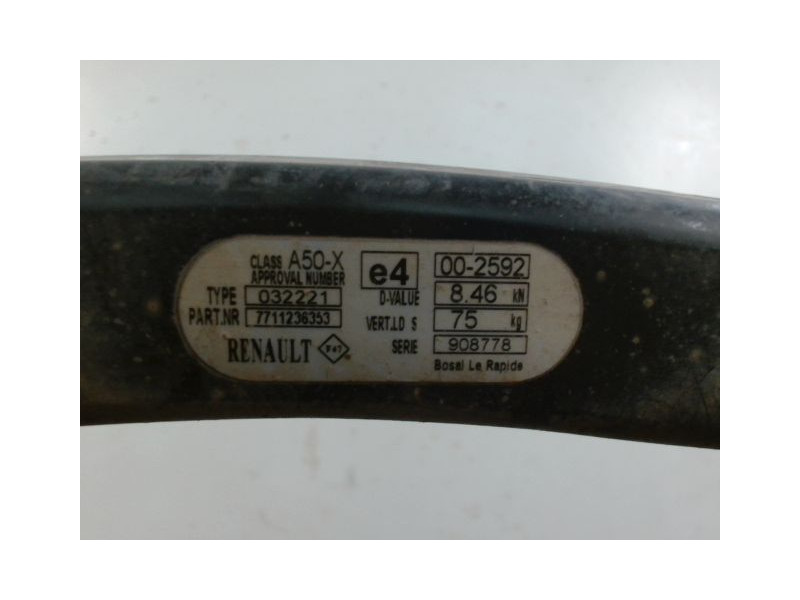 CLASS A50-X e4 00-2592
APPROVAL NUMBER
TYPE 032221 D-VALUE 8.46 kN
PART.NR 7711236353 VERT.LD S 75 kg
RENAULT SERIE 908778
Bosal Le Rapide